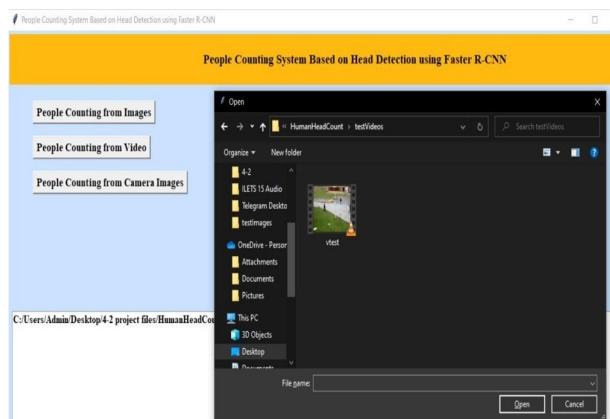 People Counting System Based on Head Detection using Faster R-CNN
People Counting System Based on Head Detection using Faster R-CNN
People Counting from Images
People Counting from Video
People Counting from Camera Images
C:/Users/Admin/Desktop/4-2 project files/HumanHeadCou
Open
HumanHeadCount › testVideos
Search testVideos
Organize
New folder
4-2
ILETS 15 Audio
Telegram Deskto
testImages
OneDrive - Person
Attachments
Documents
Pictures
This PC
3D Objects
Desktop
Documents
vtest
File name:
Open
Cancel